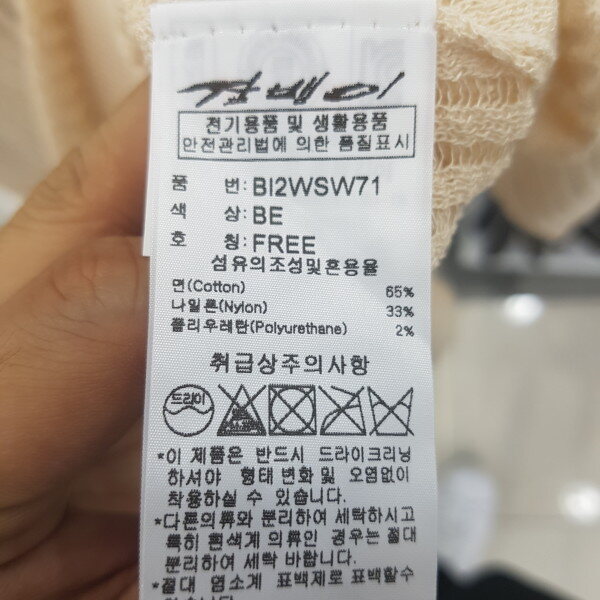 전기용품 및 생활용품
안전관리법에 의한 품질표시
품 번: BI2WSW71
색 상: BE
호 칭: FREE
섬유의조성및혼용율
면(Cotton) 65%
나일론(Nylon) 33%
폴리우레탄(Polyurethane) 2%
취급상주의사항
드라이
*이 제품은 반드시 드라이크리닝
하셔야 형태 변화 및 오염없이
착용하실 수 있습니다.
*다른의류와 분리하여 세탁하시고
특히 흰색계 의류인 경우는 절대
분리하여 세탁 바랍니다.
*절대 염소계 표백제로 표백할수